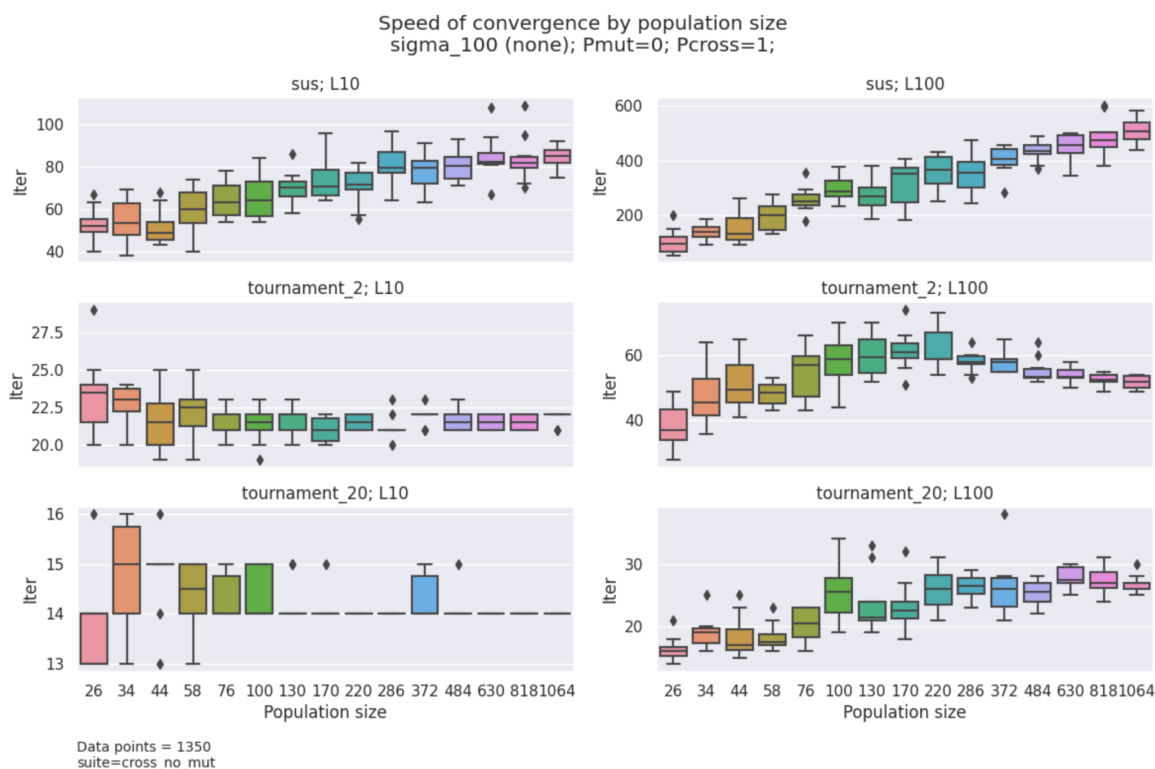 Speed of convergence by population size
sigma_100 (none); Pmut=0; Pcross=1;
sus; L10
100
80
60
40
Iter
sus; L100
600
400
200
Iter
tournament_2; L10
27.5
25.0
22.5
20.0
Iter
tournament_2; L100
60
40
Iter
tournament_20; L10
16
15
14
13
Iter
26 34 44 58 76 100 130 170 220 286 372 484 630 818 1064
Population size
tournament_20; L100
30
20
Iter
26 34 44 58 76 100 130 170 220 286 372 484 630 818 1064
Population size
Data points = 1350
suite=cross_no_mut